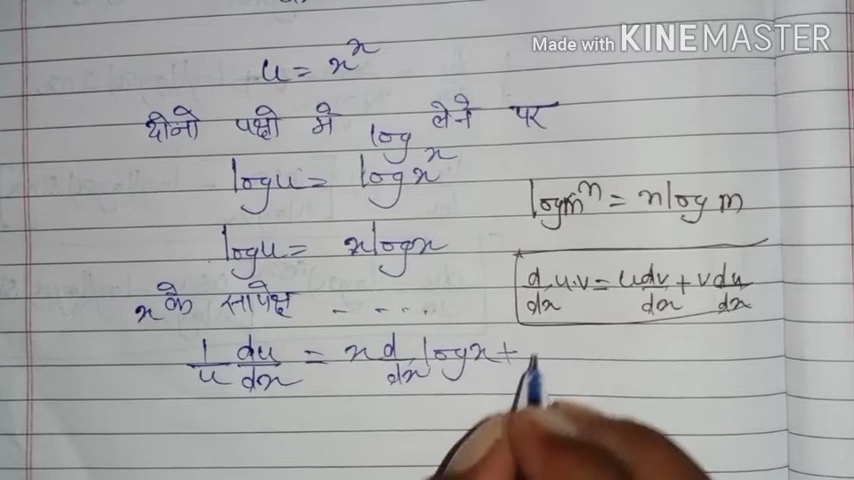 Made with KINEMASTER
u = x^x
दोनो पक्षो मे log लेने पर
log u = log x^x
log m^n = n log m
log u = x log x
d/dx u.v = u dv/dx + v du/dx
x के सापेक्ष - - - -
1/u du/dx = x d/dx log x +